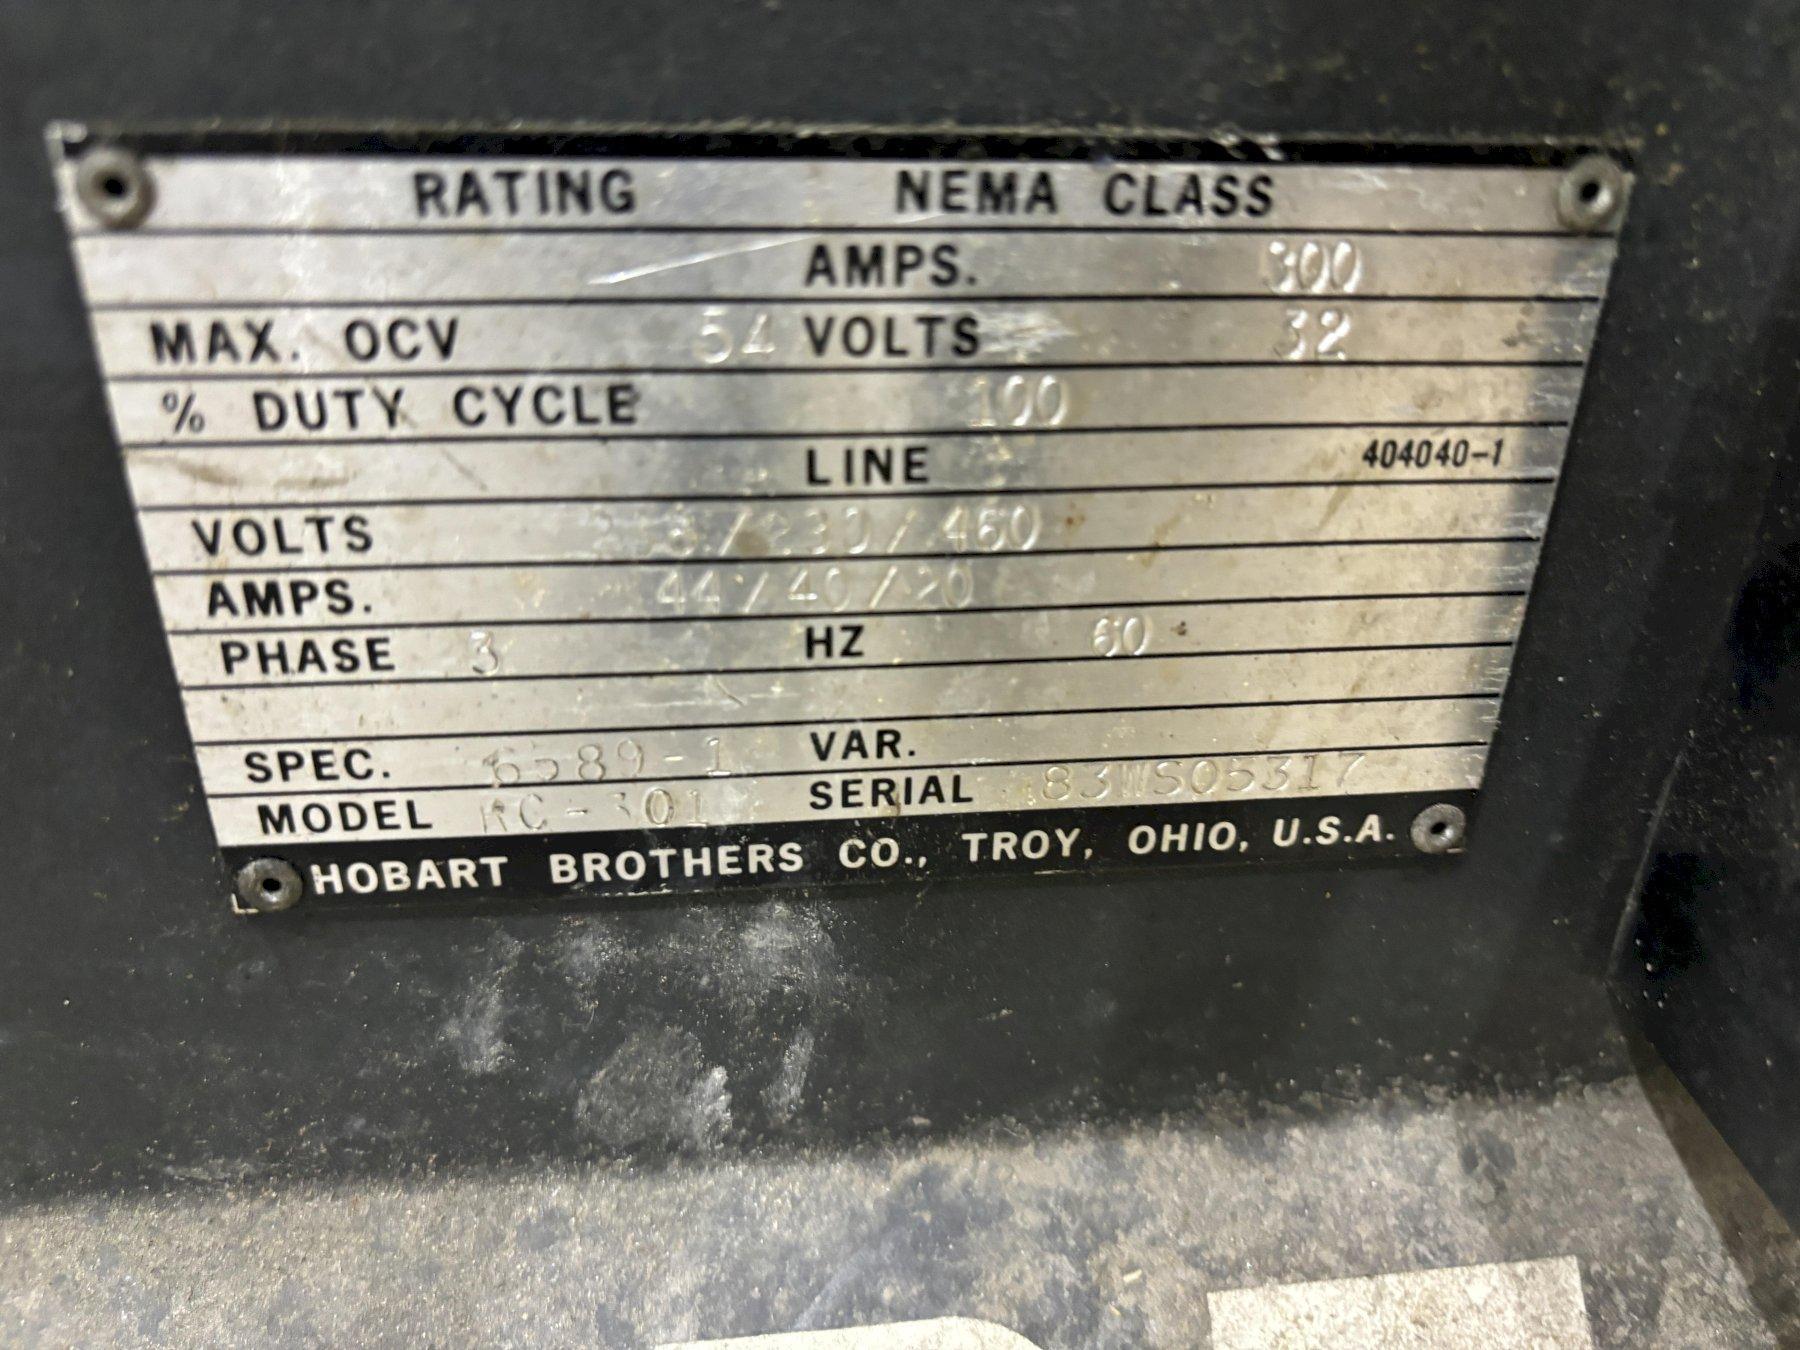 RATING NEMA CLASS
AMPS. 300
MAX. OCV 54 VOLTS 32
% DUTY CYCLE 100
LINE 404040-1
VOLTS /230/460
AMPS. 44/40/20
PHASE 3 HZ 60
SPEC. 6589-1 VAR.
MODEL RC-301 SERIAL 83WS05317
HOBART BROTHERS CO., TROY, OHIO, U.S.A.